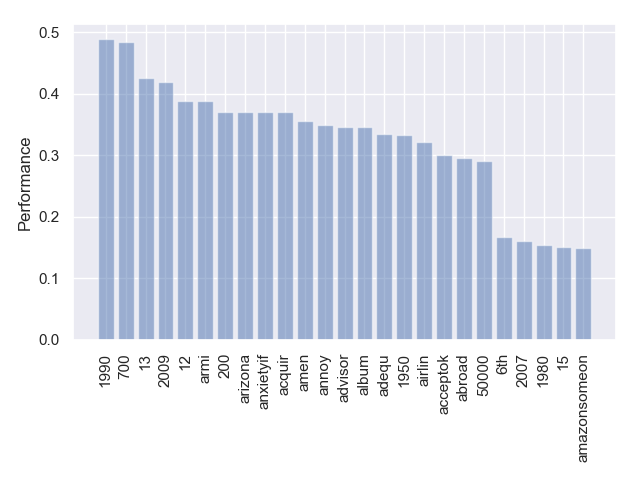 0.5
0.4
0.3
0.2
0.1
0.0
Performance
1990
700
13
2009
12
armi
200
arizona
anxietyif
acquir
amen
annoy
advisor
album
adequ
1950
airlin
acceptok
abroad
50000
6th
2007
1980
15
amazonsomeon